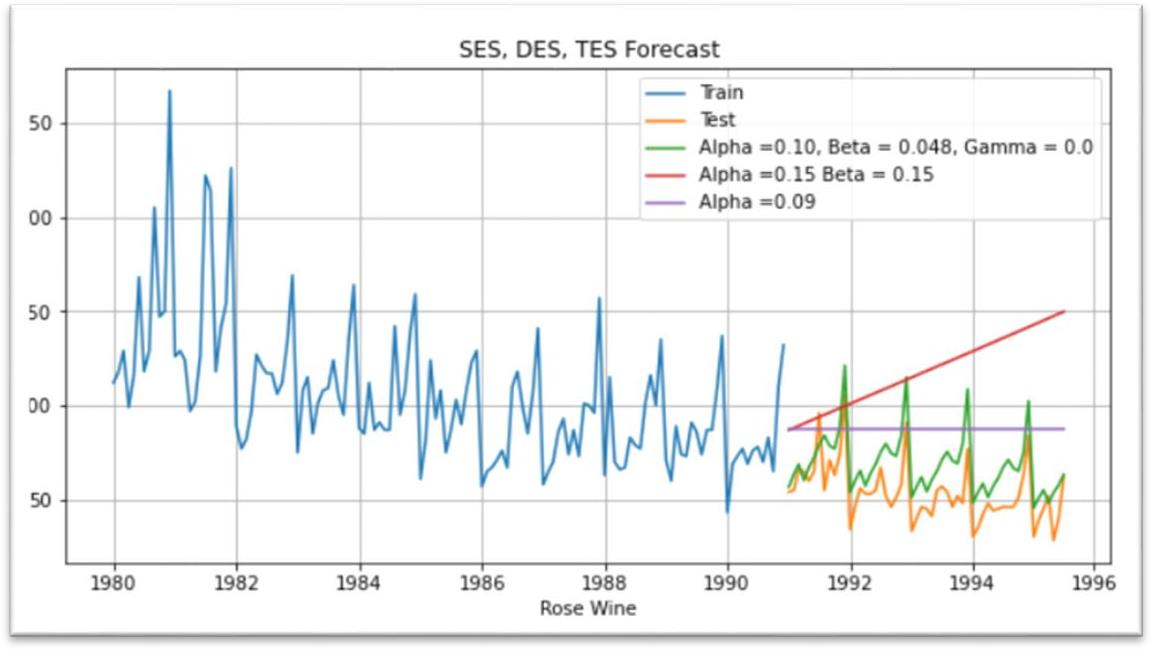 SES, DES, TES Forecast
Train
Test
Alpha =0.10, Beta = 0.048, Gamma = 0.0
Alpha =0.15 Beta = 0.15
Alpha =0.09
50
00
50
00
50
1980 1982 1984 1986 1988 1990 1992 1994 1996
Rose Wine